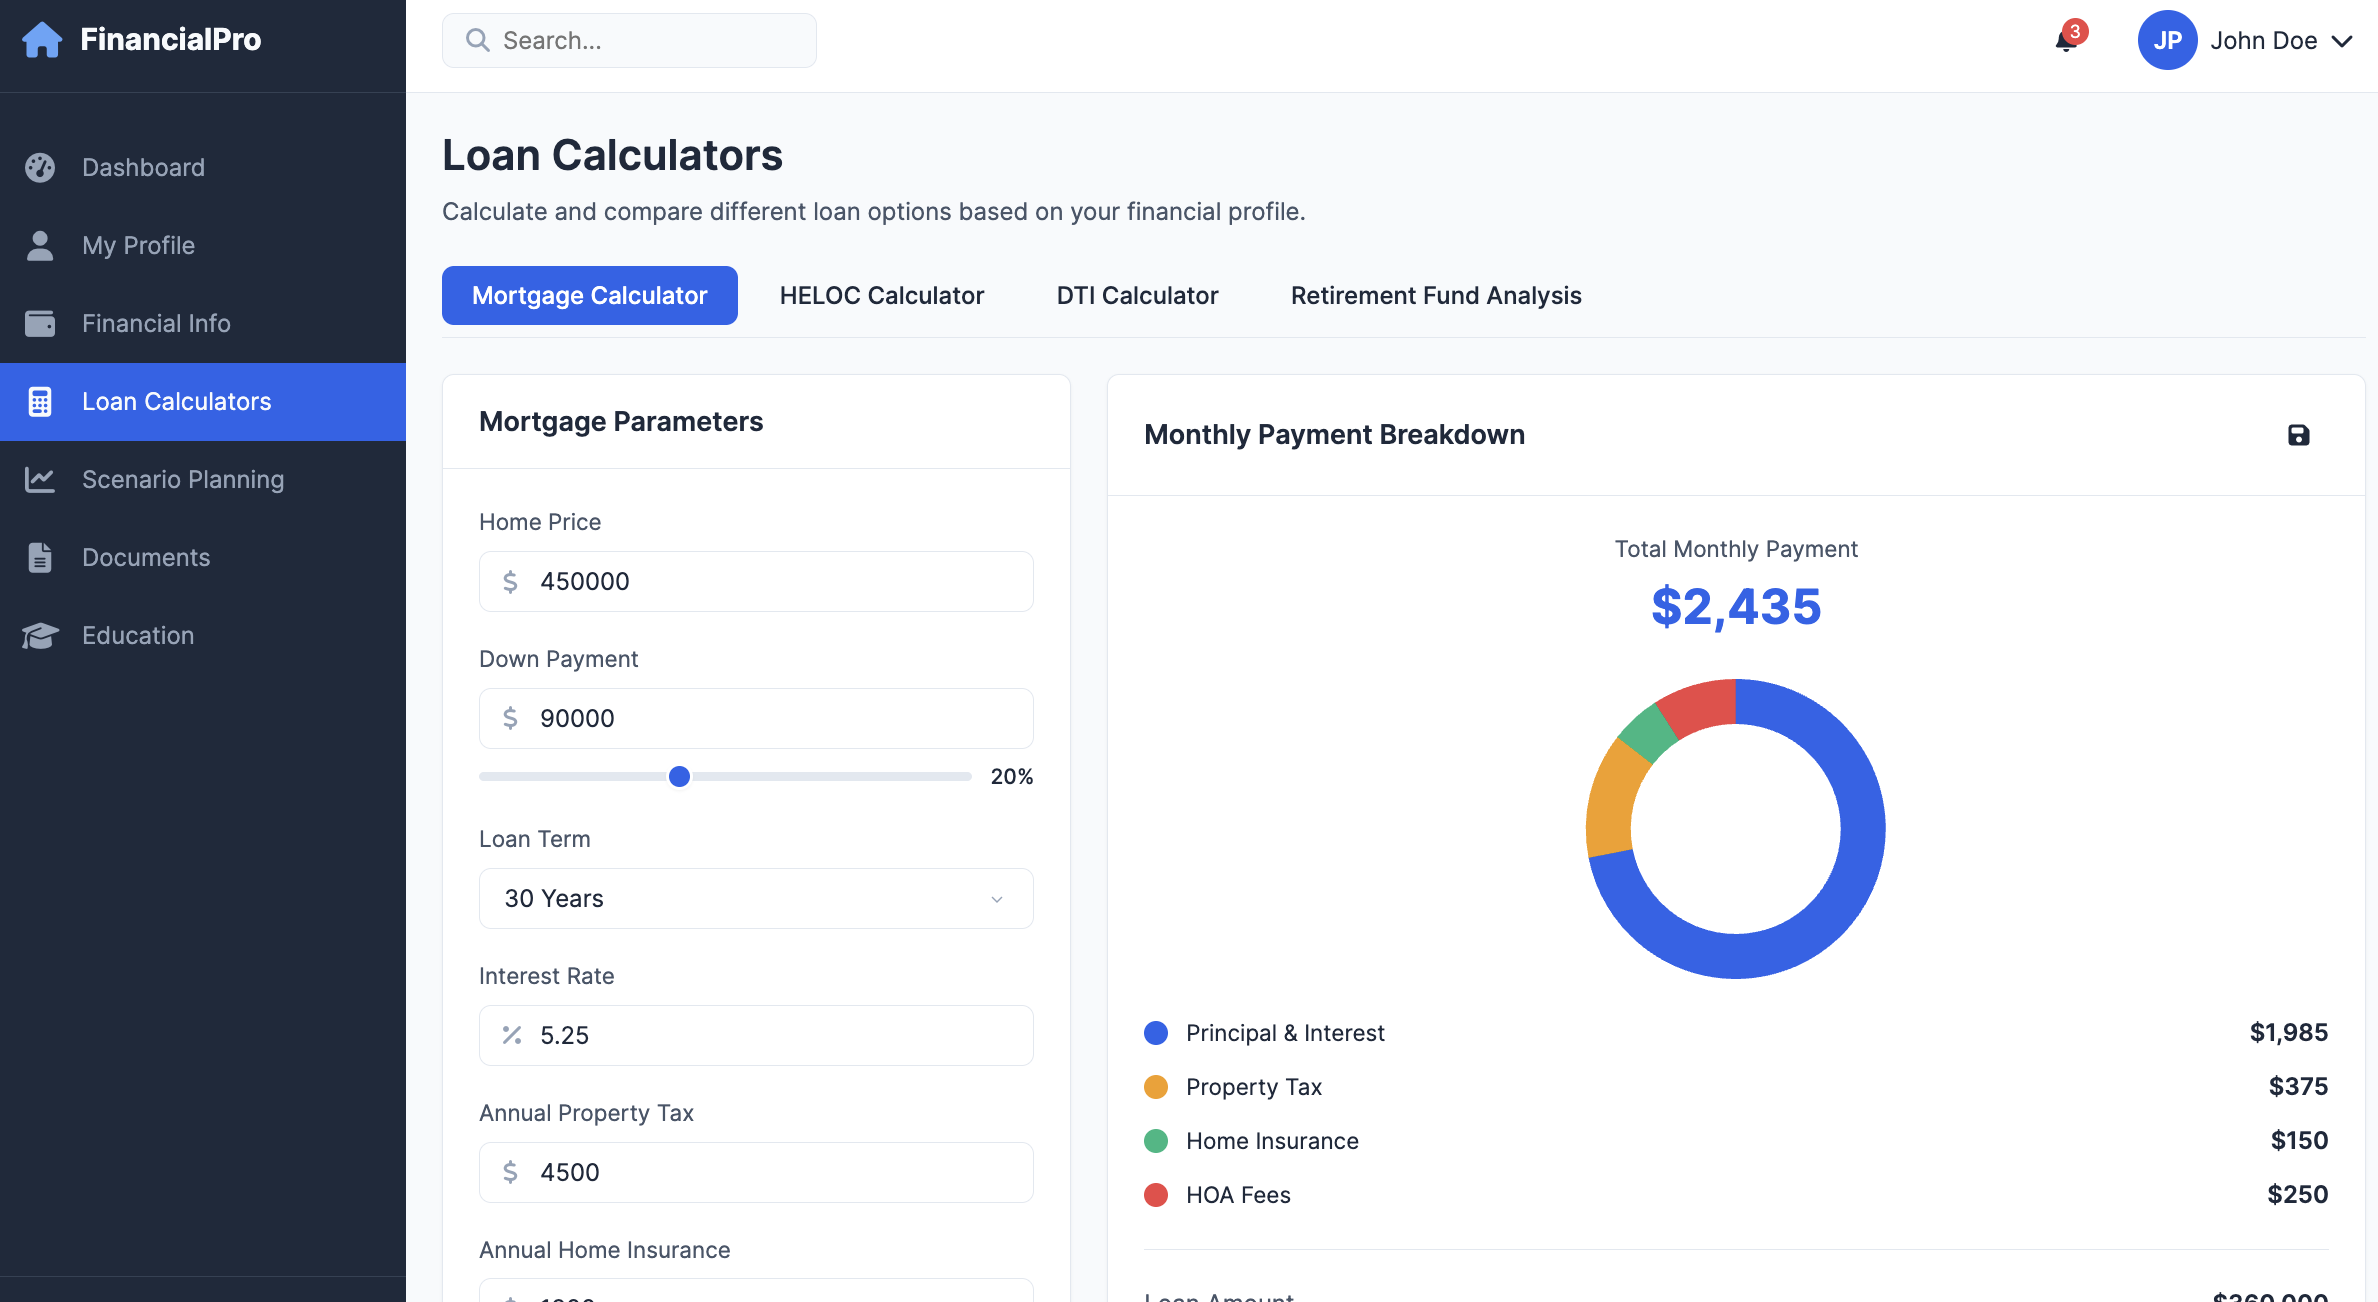 FinancialPro
Search...
3
JP
John Doe
Dashboard
My Profile
Financial Info
Loan Calculators
Scenario Planning
Documents
Education
Loan Calculators
Calculate and compare different loan options based on your financial profile.
Mortgage Calculator
HELOC Calculator
DTI Calculator
Retirement Fund Analysis
Mortgage Parameters
Home Price
$ 450000
Down Payment
$ 90000
20%
Loan Term
30 Years
Interest Rate
% 5.25
Annual Property Tax
$ 4500
Annual Home Insurance
Monthly Payment Breakdown
Total Monthly Payment
$2,435
Principal & Interest $1,985
Property Tax $375
Home Insurance $150
HOA Fees $250
Loan Amount $360,000